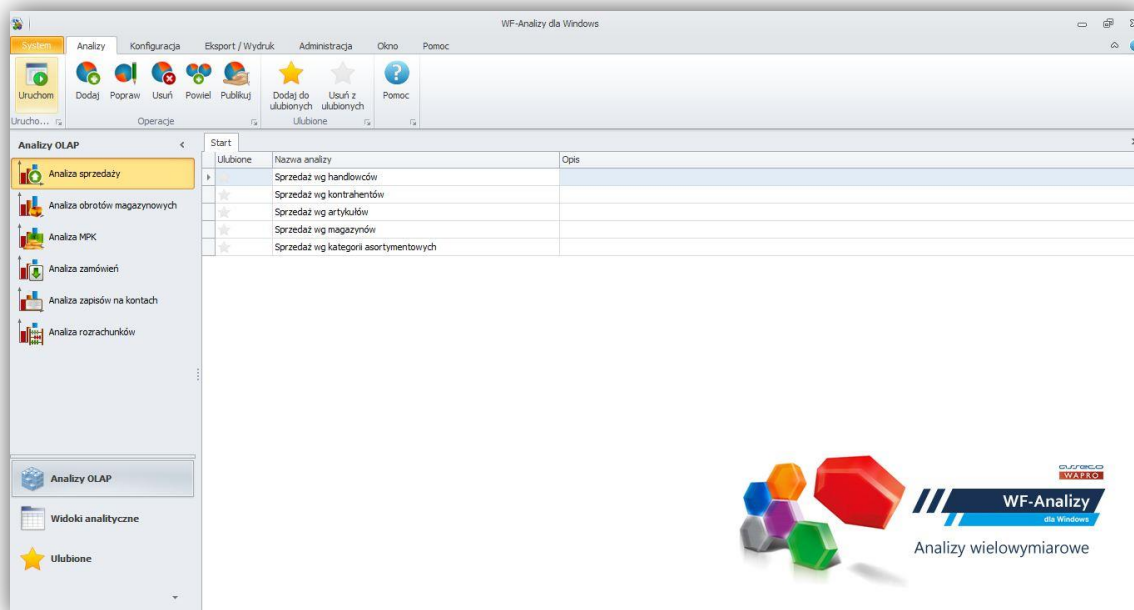 WF-Analizy dla Windows
System Analizy Konfiguracja Eksport / Wydruk Administracja Okno Pomoc
Uruchom Dodaj Popraw Usuń Powiel Publikuj Dodaj do ulubionych Usuń z ulubionych Pomoc
Urucho... Operacje Ulubione
Analizy OLAP
Analiza sprzedaży
Analiza obrotów magazynowych
Analiza MPK
Analiza zamówień
Analiza zapisów na kontach
Analiza rozrachunków
Analizy OLAP
Widoki analityczne
Ulubione
Start
Ulubione Nazwa analizy Opis
Sprzedaż wg handlowców
Sprzedaż wg kontrahentów
Sprzedaż wg artykułów
Sprzedaż wg magazynów
Sprzedaż wg kategorii asortymentowych
asseco
WAPRO
WF-Analizy
dla Windows
Analizy wielowymiarowe